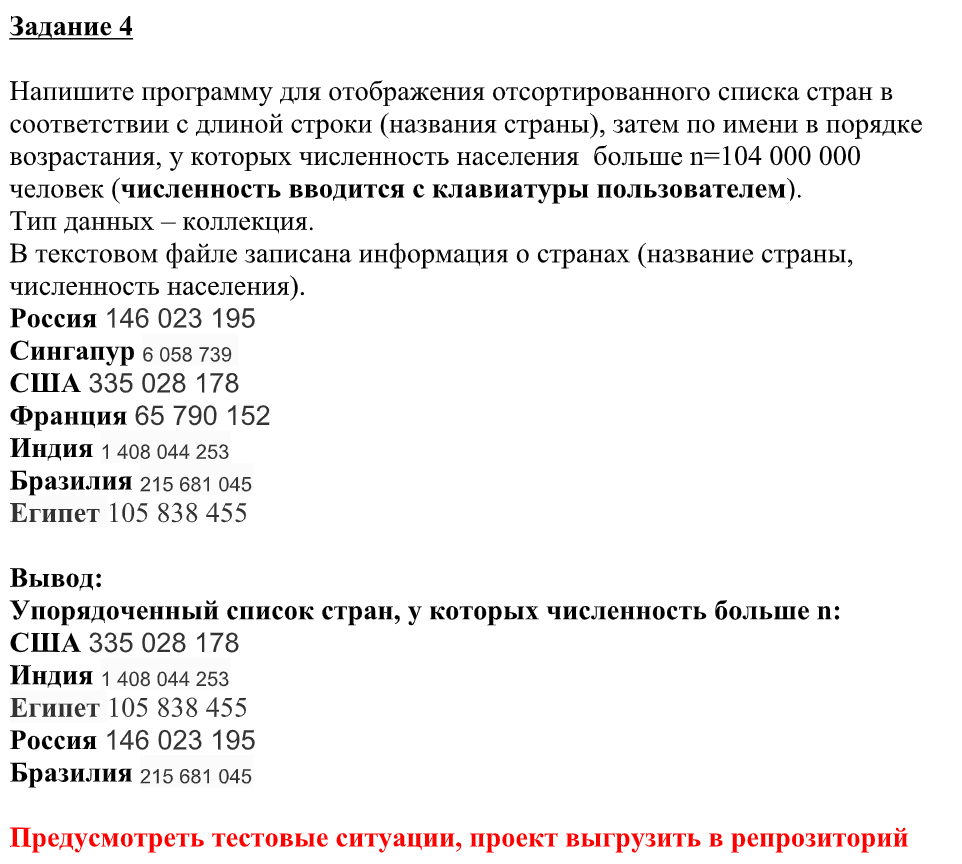 Задание 4
Напишите программу для отображения отсортированного списка стран в
соответствии с длиной строки (названия страны), затем по имени в порядке
возрастания, у которых численность населения  больше n=104 000 000
человек (численность вводится с клавиатуры пользователем).
Тип данных – коллекция.
В текстовом файле записана информация о странах (название страны,
численность населения).
Россия 146 023 195
Сингапур 6 058 739
США 335 028 178
Франция 65 790 152
Индия 1 408 044 253
Бразилия 215 681 045
Египет 105 838 455
Вывод:
Упорядоченный список стран, у которых численность больше n:
США 335 028 178
Индия 1 408 044 253
Египет 105 838 455
Россия 146 023 195
Бразилия 215 681 045
Предусмотреть тестовые ситуации, проект выгрузить в репрозиторий